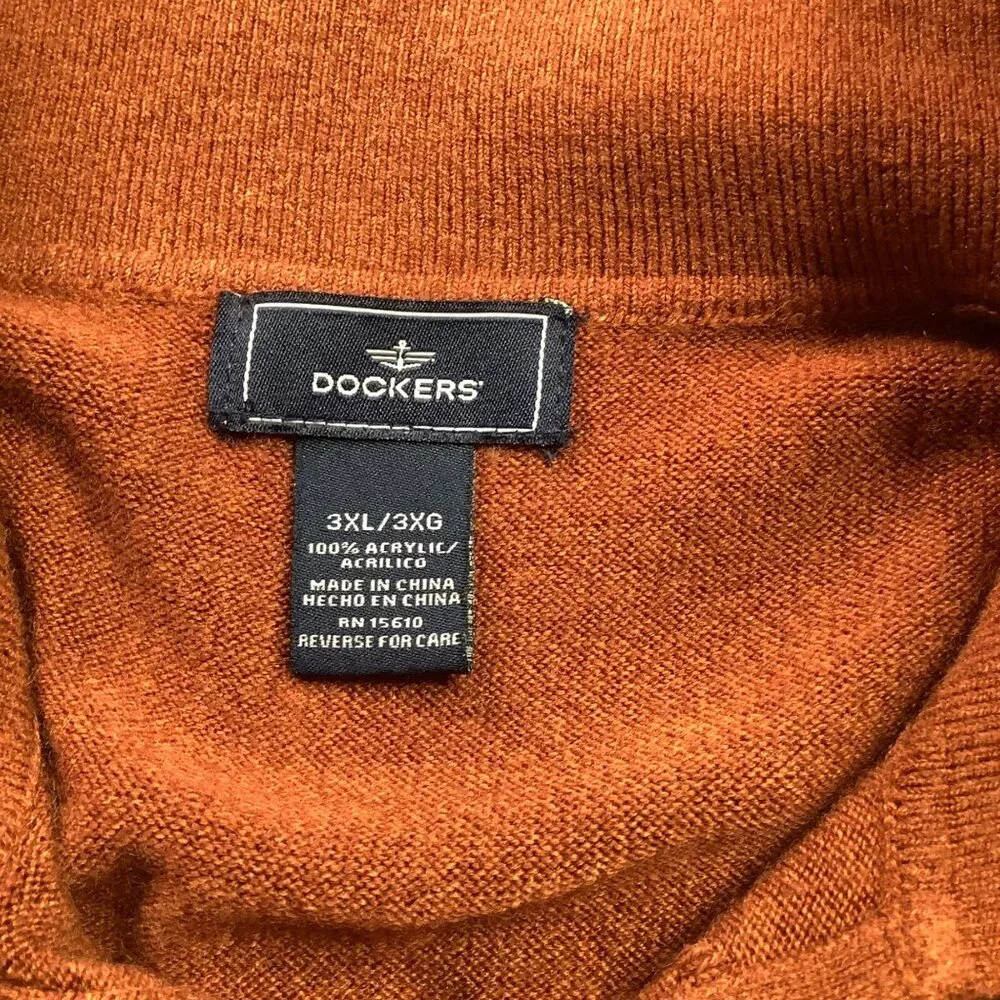 DOCKERS®
3XL/3XG
100% ACRYLIC/
ACRILICO
MADE IN CHINA
HECHO EN CHINA
RN 15610
REVERSE FOR CARE